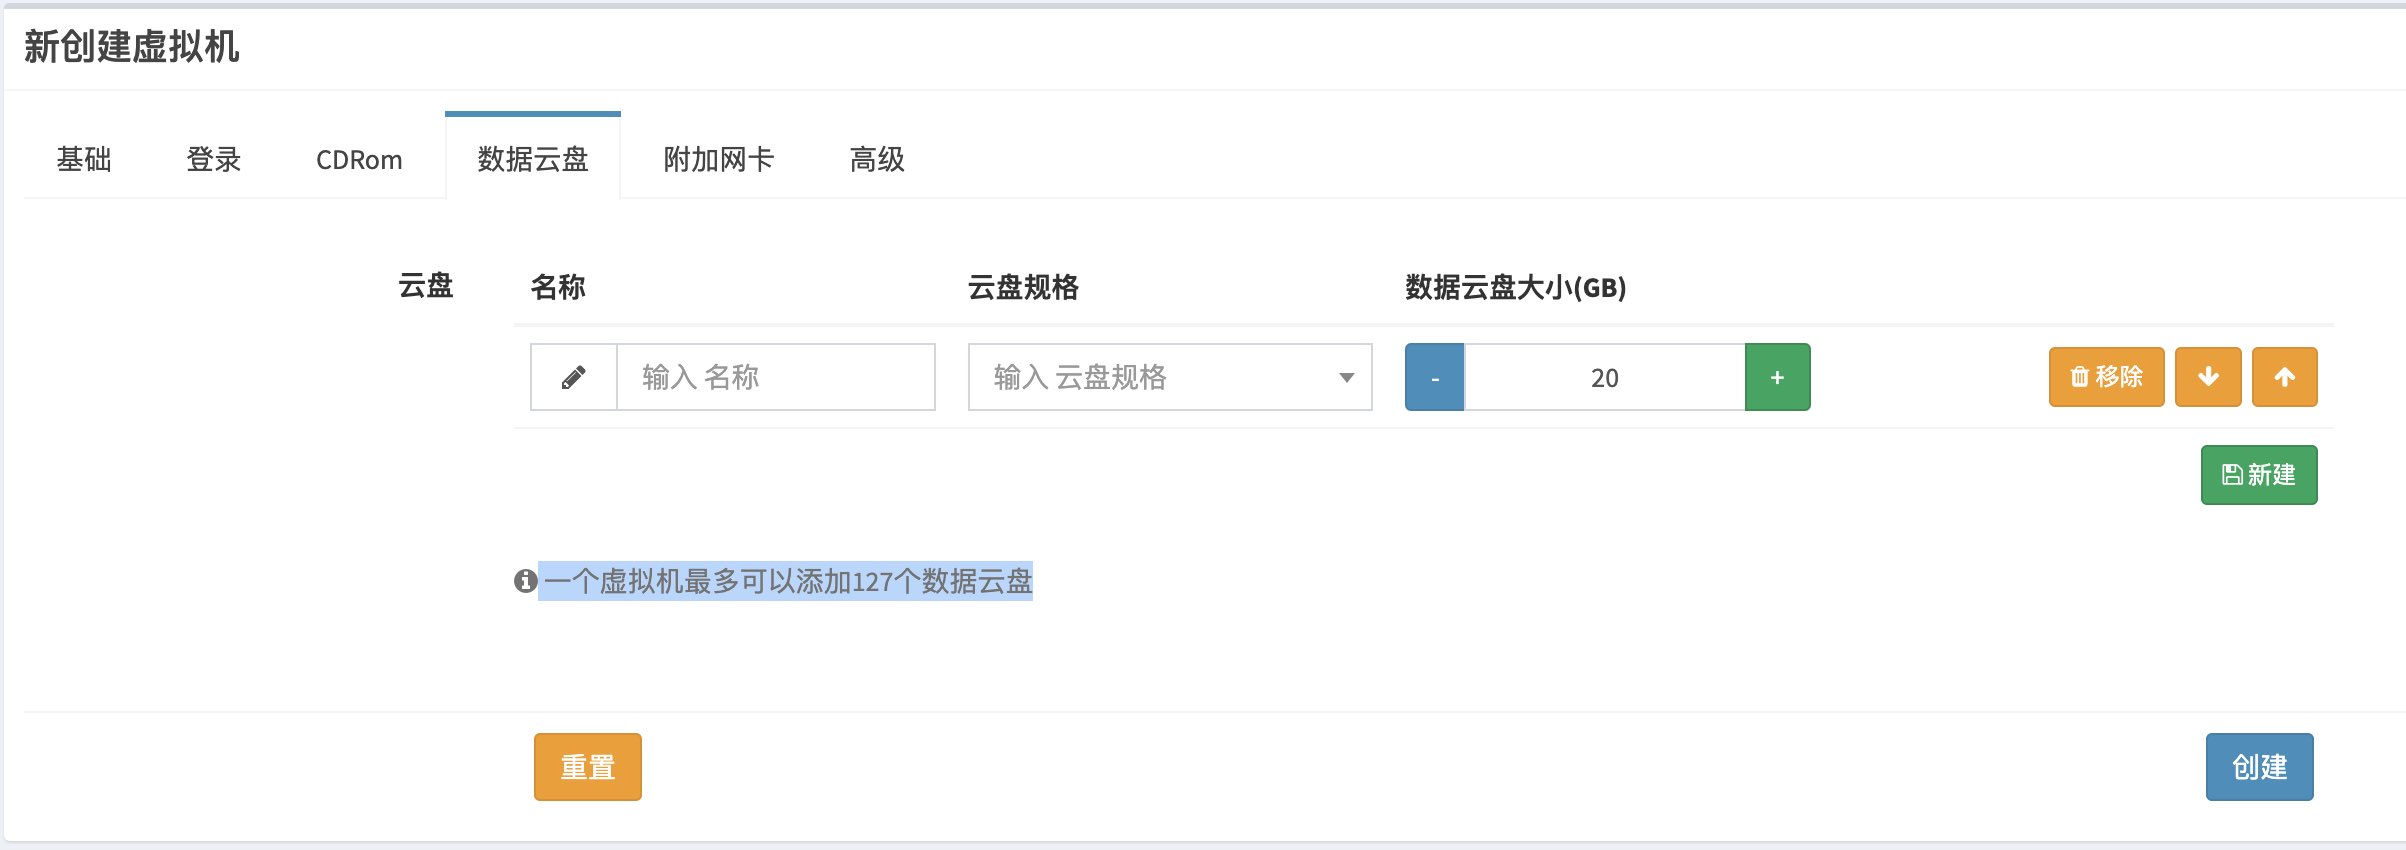 新创建虚拟机
基础 登录 CDRom 数据云盘 附加网卡 高级
云盘 名称 云盘规格 数据云盘大小(GB)
输入 名称 输入 云盘规格 - 20 + 移除
新建
一个虚拟机最多可以添加127个数据云盘
重置 创建